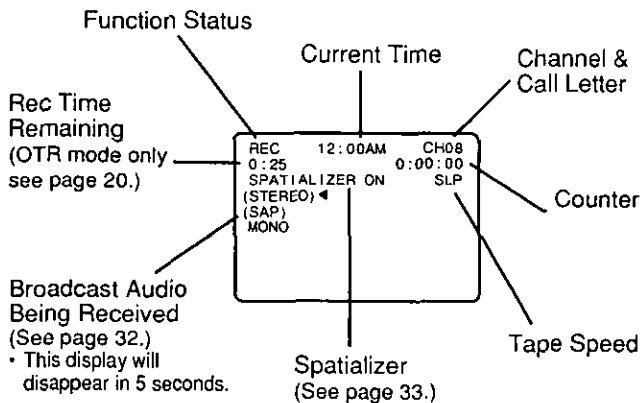 Function Status
Current Time
Channel &
Call Letter
Rec Time
Remaining
(OTR mode only
see page 20.)
REC 12:00AM CH08
0:25 0:00:00
SPATIALIZER ON SLP
(STEREO)◄
(SAP)
MONO
Counter
Broadcast Audio
Being Received
(See page 32.)
• This display will
disappear in 5 seconds.
Spatializer
(See page 33.)
Tape Speed